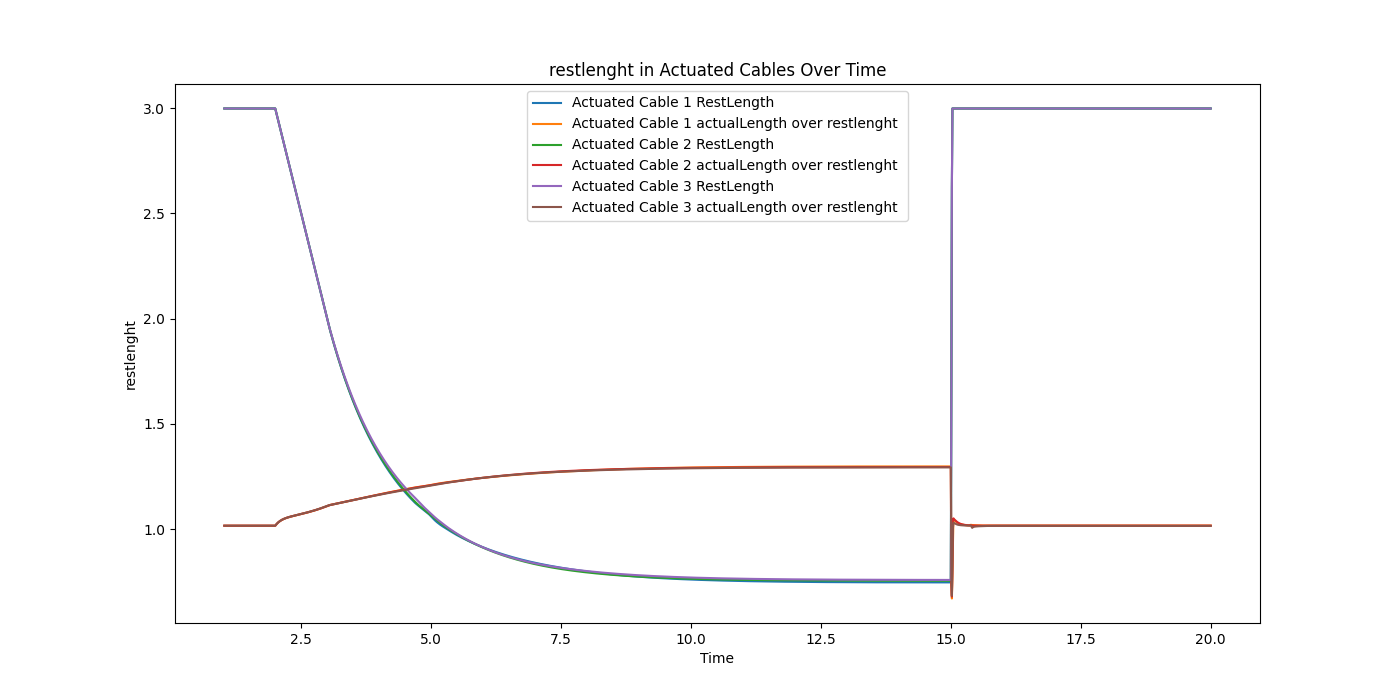 restlenght in Actuated Cables Over Time
Actuated Cable 1 RestLength
Actuated Cable 1 actualLength over restlenght
Actuated Cable 2 RestLength
Actuated Cable 2 actualLength over restlenght
Actuated Cable 3 RestLength
Actuated Cable 3 actualLength over restlenght
restlenght
3.0
2.5
2.0
1.5
1.0
2.5 5.0 7.5 10.0 12.5 15.0 17.5 20.0
Time